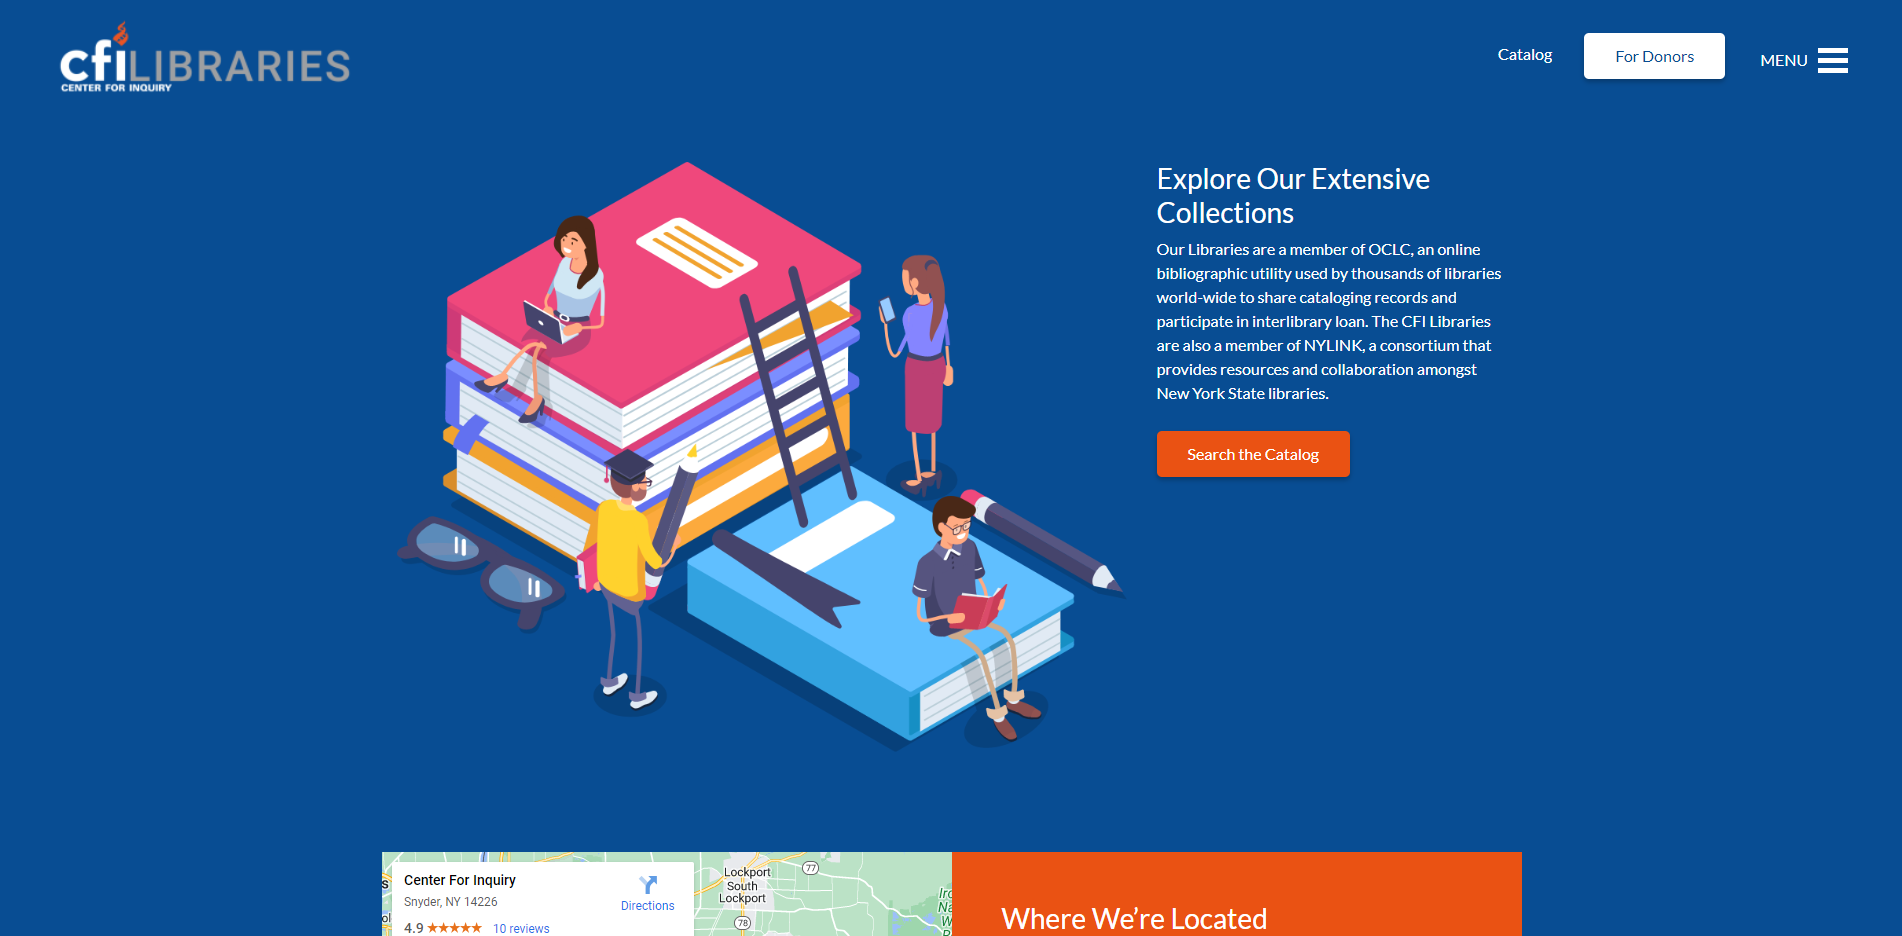 cfi LIBRARIES
CENTER FOR INQUIRY
Catalog
For Donors
MENU
Explore Our Extensive
Collections
Our Libraries are a member of OCLC, an online
bibliographic utility used by thousands of libraries
world-wide to share cataloging records and
participate in interlibrary loan. The CFI Libraries
are also a member of NYLINK, a consortium that
provides resources and collaboration amongst
New York State libraries.
Search the Catalog
Center For Inquiry
Snyder, NY 14226
Directions
4.9
10 reviews
Lockport
South
Lockport
77
78
Where We’re Located